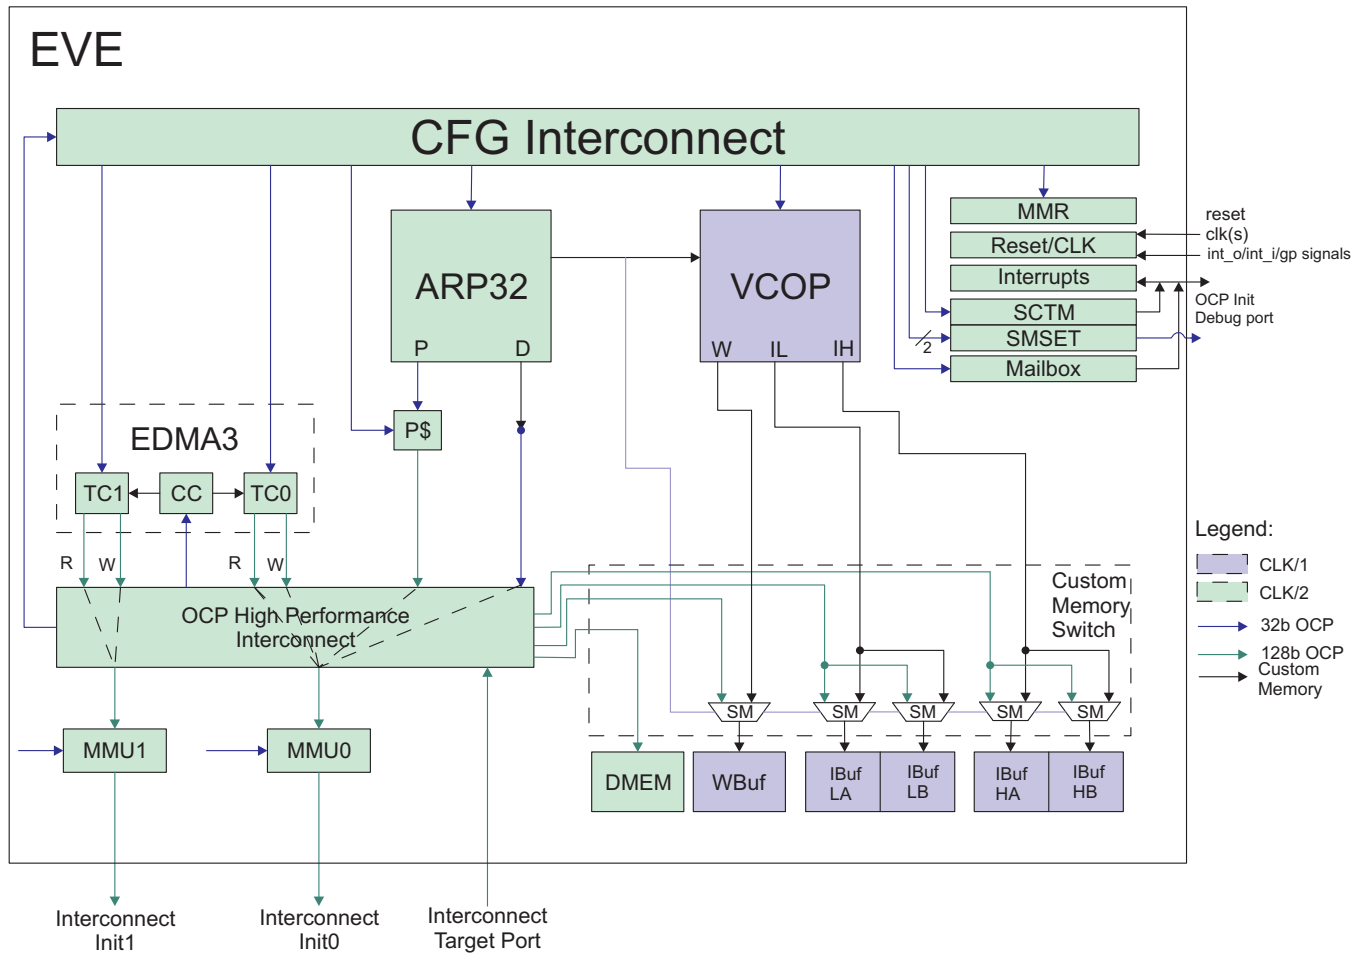 EVE
CFG Interconnect
MMR
reset
Reset/CLK
clk(s)
int_o/int_i/gp signals
ARP32
VCOP
Interrupts
OCP Init
Debug port
SCTM
SMSET
2
Mailbox
P
D
W
IL
IH
P$
EDMA3
TC1
CC
TC0
R
W
R
W
Legend:
CLK/1
CLK/2
32b OCP
128b OCP
Custom
Memory
OCP High Performance
Interconnect
Custom
Memory
Switch
SM
SM
SM
SM
SM
MMU1
MMU0
DMEM
WBuf
IBuf
LA
IBuf
LB
IBuf
HA
IBuf
HB
Interconnect
Init1
Interconnect
Init0
Interconnect
Target Port